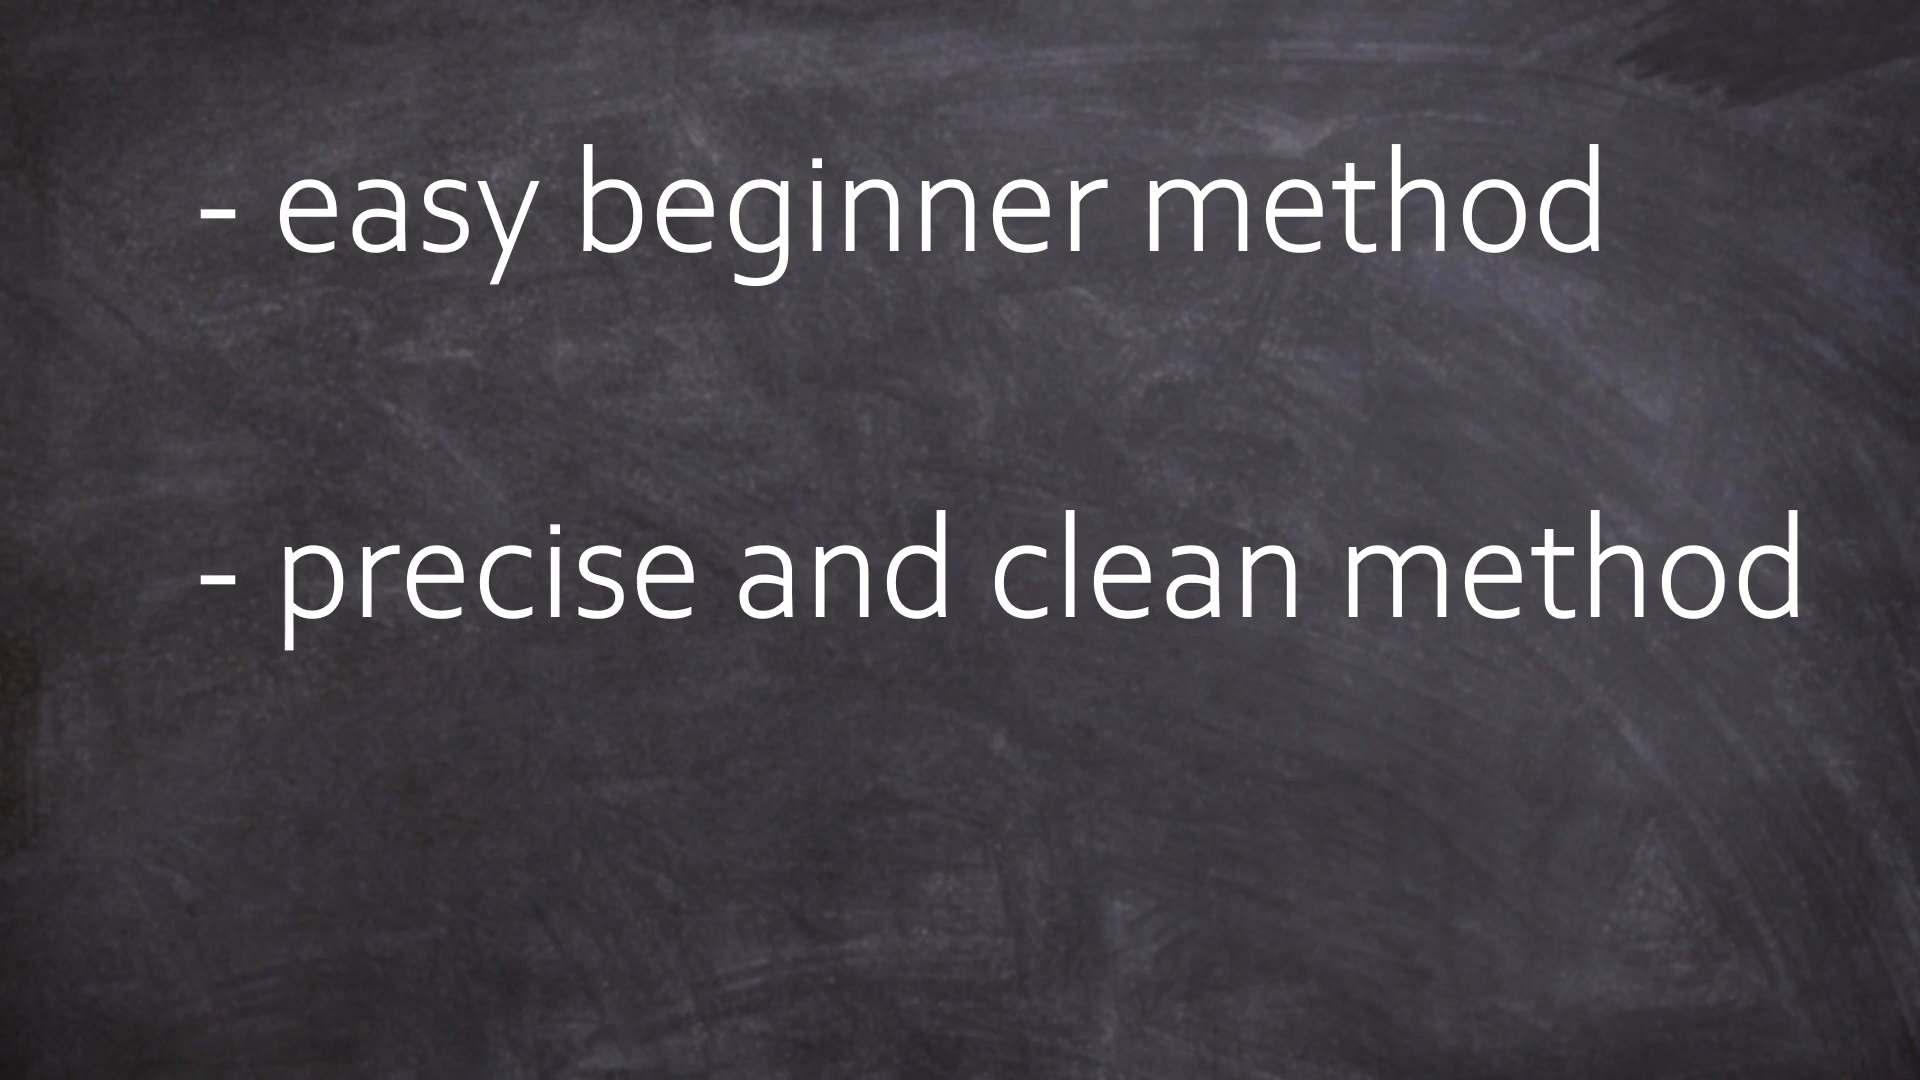 - easy beginner method
- precise and clean method